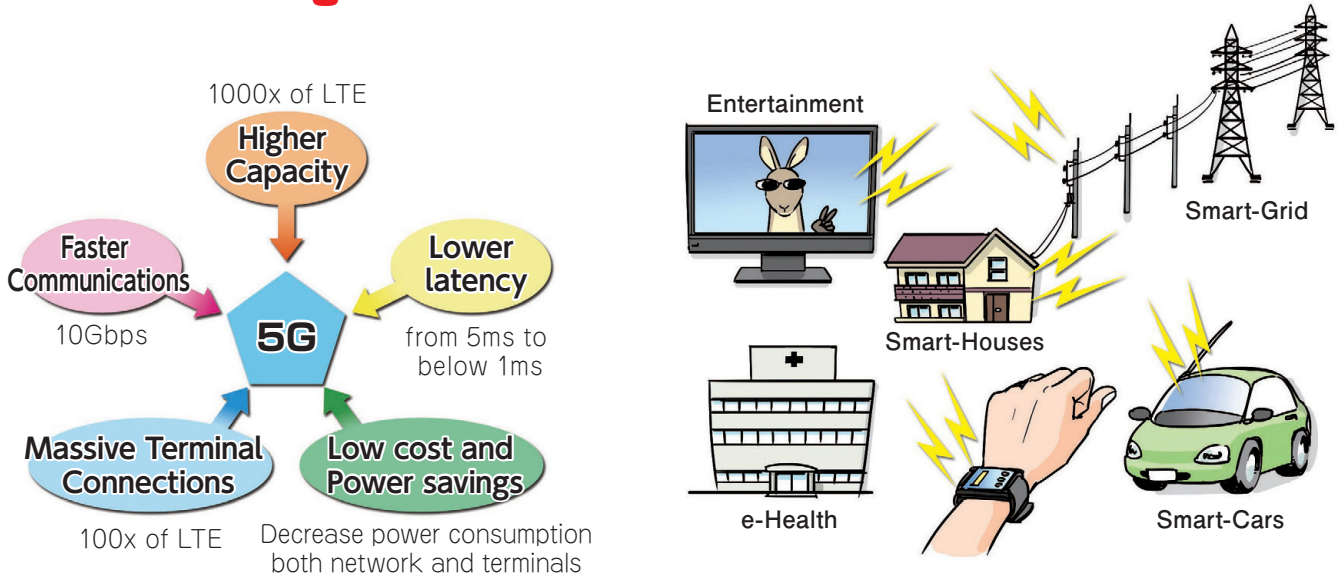 1000x of LTE
Higher
Capacity
Faster
Communications
10Gbps
Lower
latency
from 5ms to
below 1ms
5G
Massive Terminal
Connections
100x of LTE
Low cost and
Power savings
Decrease power consumption
both network and terminals
Entertainment
Smart-Grid
Smart-Houses
e-Health
Smart-Cars